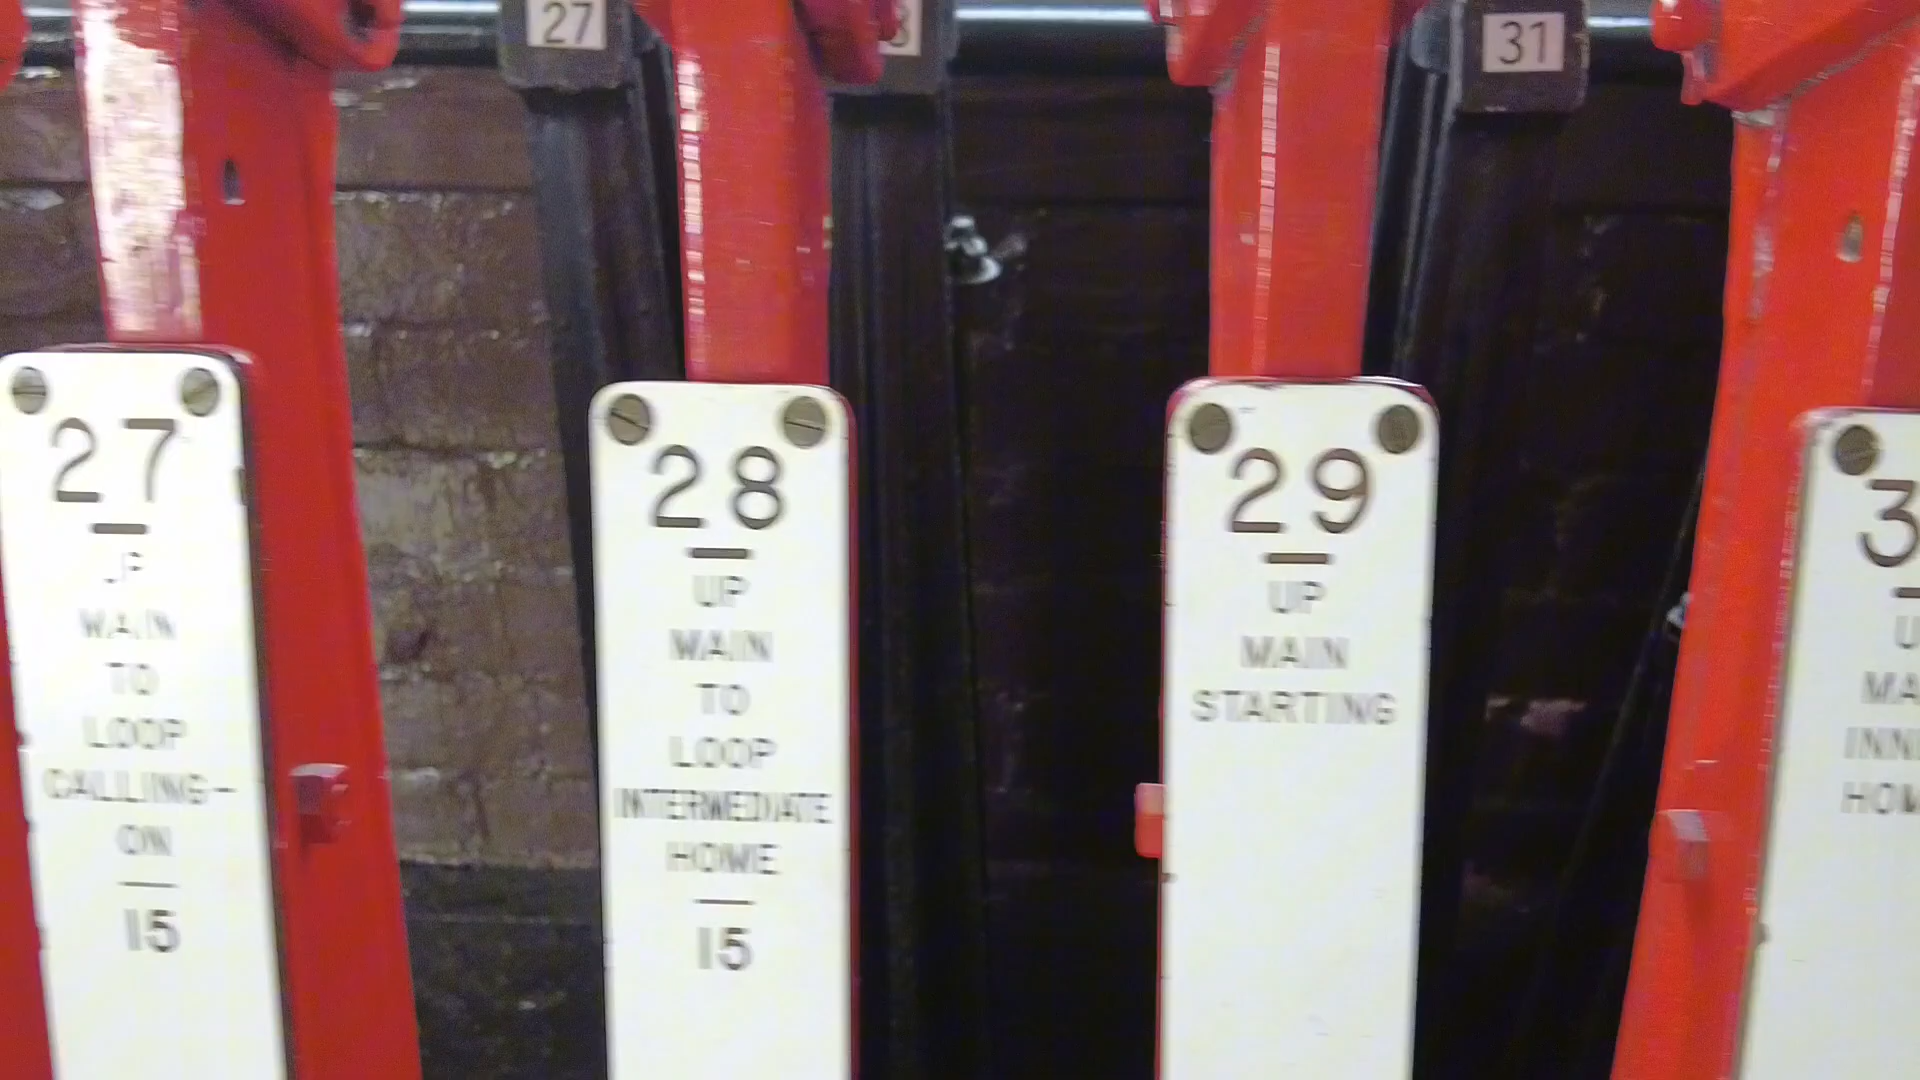 27
31
27
UP
MAIN
TO
LOOP
CALLING-
ON
15
28
UP
MAIN
TO
LOOP
INTERMEDIATE
HOME
15
29
UP
MAIN
STARTING